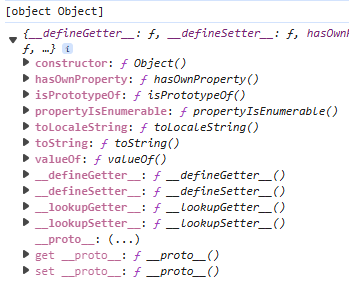 [object Object]
{__defineGetter__: ƒ, __defineSetter__: ƒ, hasOwn
ƒ, …} i
constructor: ƒ Object()
hasOwnProperty: ƒ hasOwnProperty()
isPrototypeOf: ƒ isPrototypeOf()
propertyIsEnumerable: ƒ propertyIsEnumerable()
toLocaleString: ƒ toLocaleString()
toString: ƒ toString()
valueOf: ƒ valueOf()
__defineGetter__: ƒ __defineGetter__()
__defineSetter__: ƒ __defineSetter__()
__lookupGetter__: ƒ __lookupGetter__()
__lookupSetter__: ƒ __lookupSetter__()
__proto__: (...)
get __proto__: ƒ __proto__()
set __proto__: ƒ __proto__()